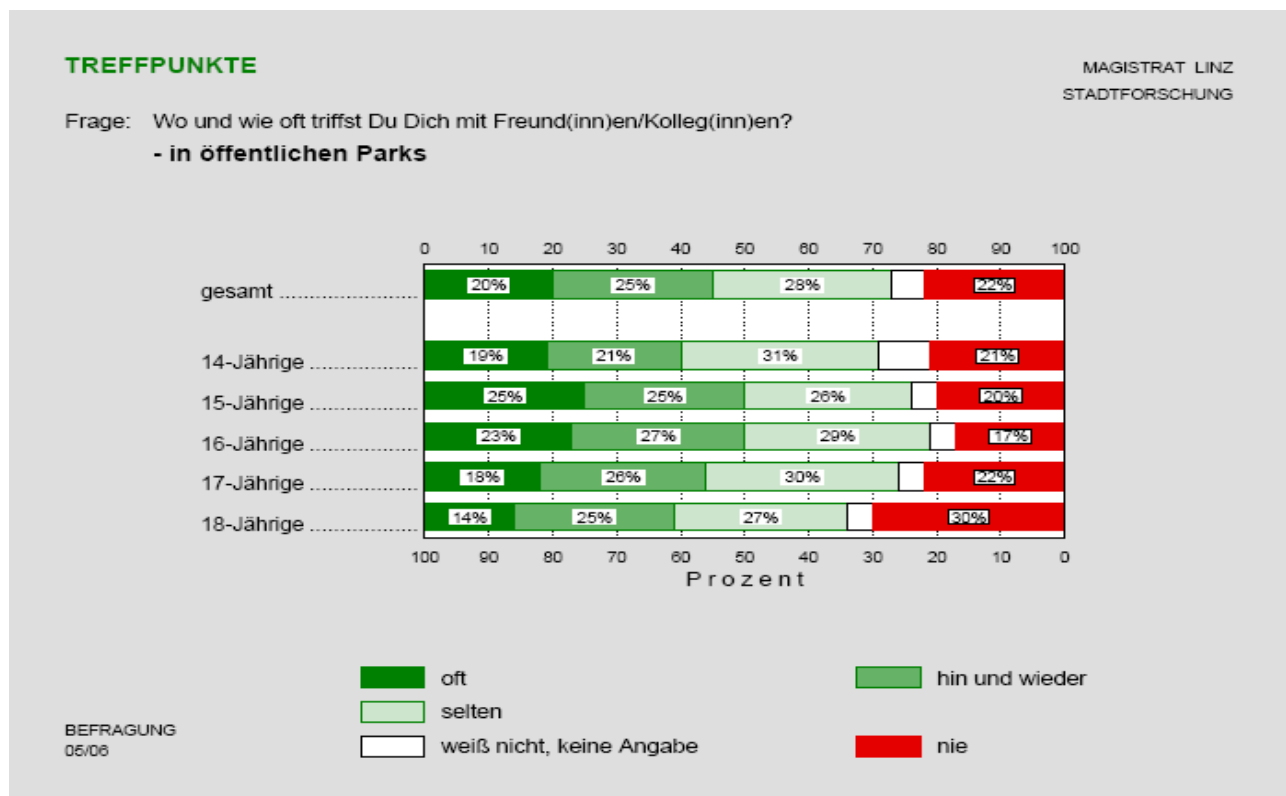 TREFFPUNKTE
MAGISTRAT LINZ
STADTFORSCHUNG
Frage: Wo und wie oft triffst Du Dich mit Freund(inn)en/Kolleg(inn)en?
- in öffentlichen Parks
0 10 20 30 40 50 60 70 80 90 100
gesamt ........................ 20% 25% 28% 22%
14-Jährige ................... 19% 21% 31% 21%
15-Jährige ................... 25% 25% 26% 20%
16-Jährige ................... 23% 27% 29% 17%
17-Jährige ................... 18% 26% 30% 22%
18-Jährige ................... 14% 25% 27% 30%
100 90 80 70 60 50 40 30 20 10 0
Prozent
oft hin und wieder
selten
weiß nicht, keine Angabe nie
BEFRAGUNG
05/06